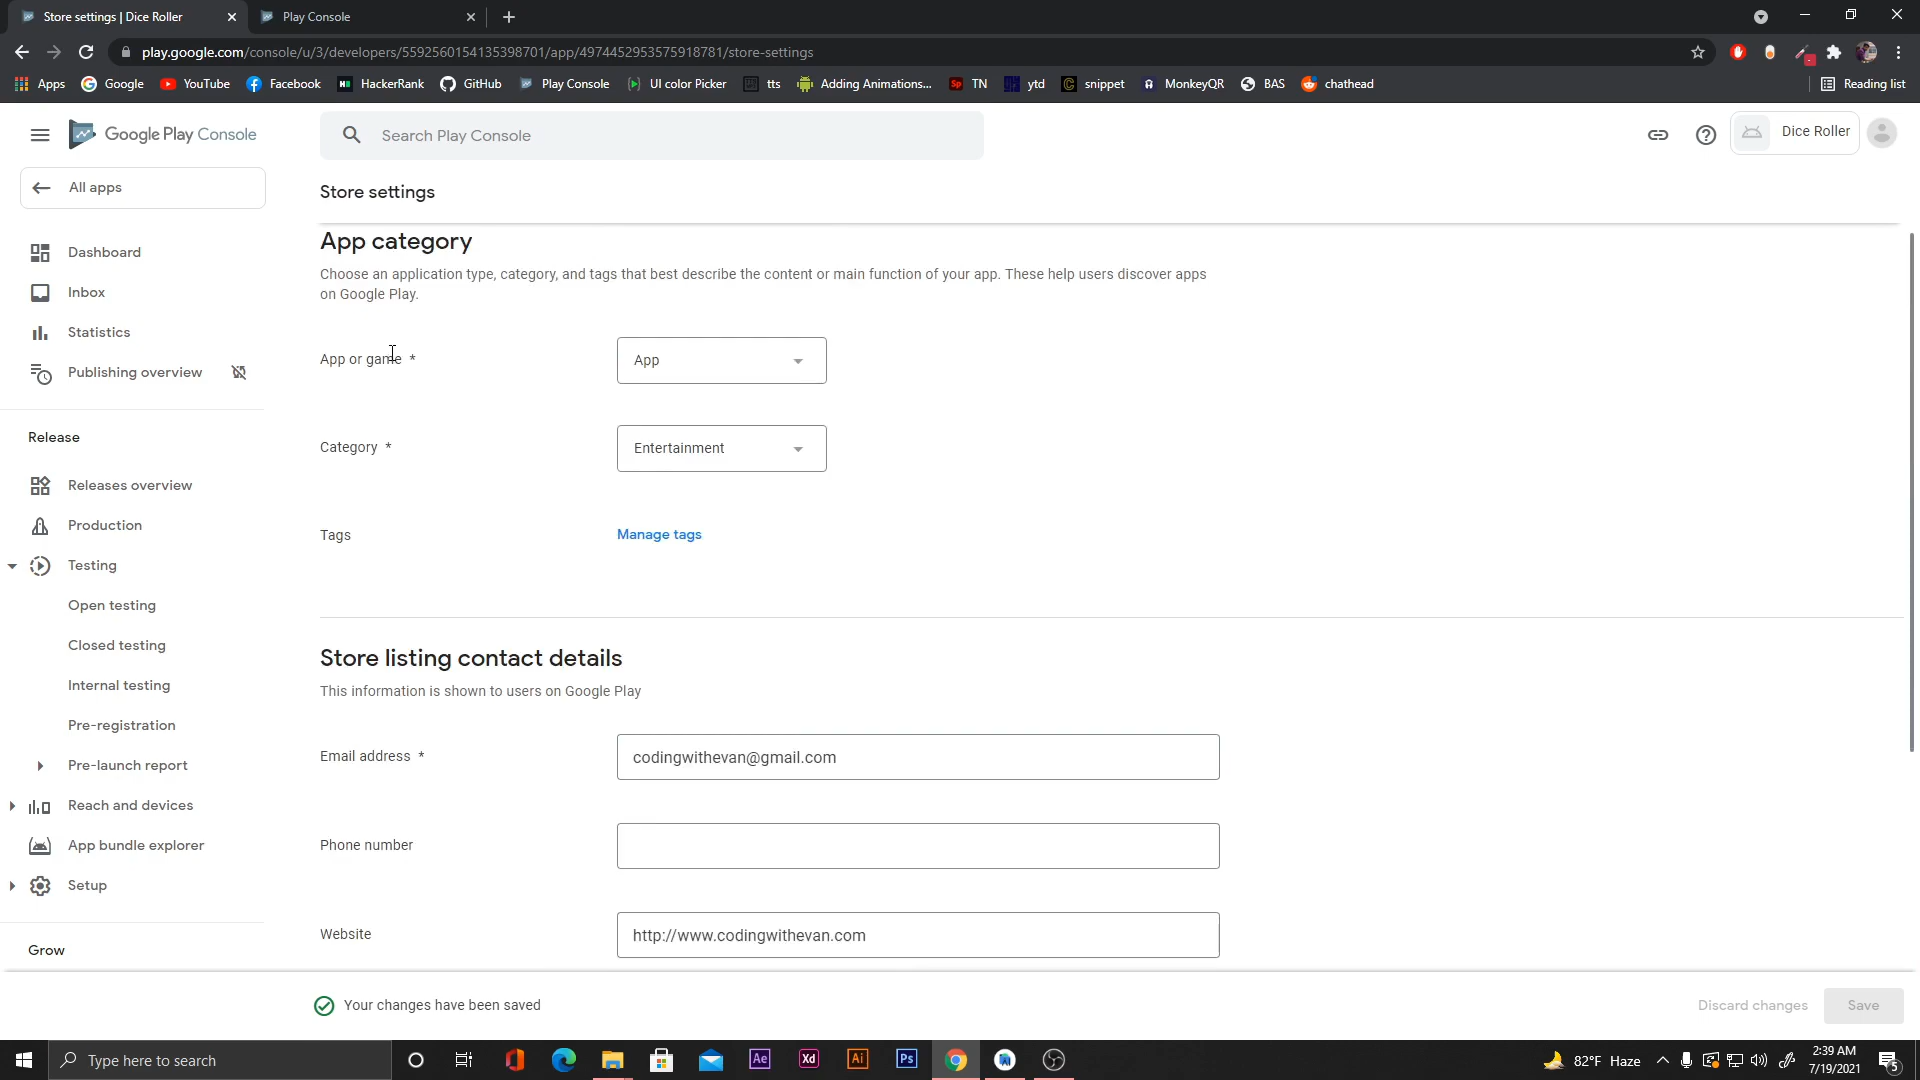 Store settings | Dice Roller
Play Console
play.google.com/console/u/3/developers/5592560154135398701/app/4974452953575918781/store-settings
Apps
Google
YouTube
Facebook
HackerRank
GitHub
Play Console
UI color Picker
tts
Adding Animations...
TN
ytd
snippet
MonkeyQR
BAS
chathead
Reading list
Google Play Console
Search Play Console
Dice Roller
All apps
Store settings
Dashboard
Inbox
Statistics
Publishing overview
Release
Releases overview
Production
Testing
Open testing
Closed testing
Internal testing
Pre-registration
Pre-launch report
Reach and devices
App bundle explorer
Setup
Grow
App category
Choose an application type, category, and tags that best describe the content or main function of your app. These help users discover apps
on Google Play.
App or game *
App
Category *
Entertainment
Tags
Manage tags
Store listing contact details
This information is shown to users on Google Play
Email address *
codingwithevan@gmail.com
Phone number
Website
http://www.codingwithevan.com
Your changes have been saved
Discard changes
Save
Type here to search
Ae
Xd
Ai
Ps
82°F Haze
2:39 AM
7/19/2021
5